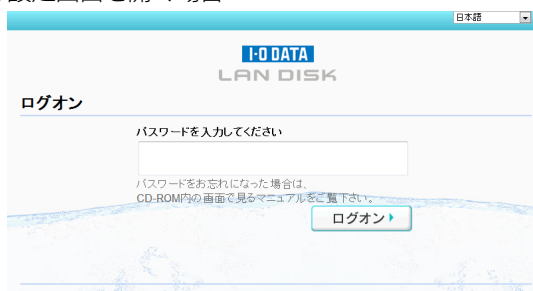 設定画面を開く場合
日本語
I-O DATA
LAN DISK
ログオン
パスワードを入力してください
パスワードをお忘れになった場合は、
CD-ROM内の画面で見るマニュアルをご覧下さい。
ログオン